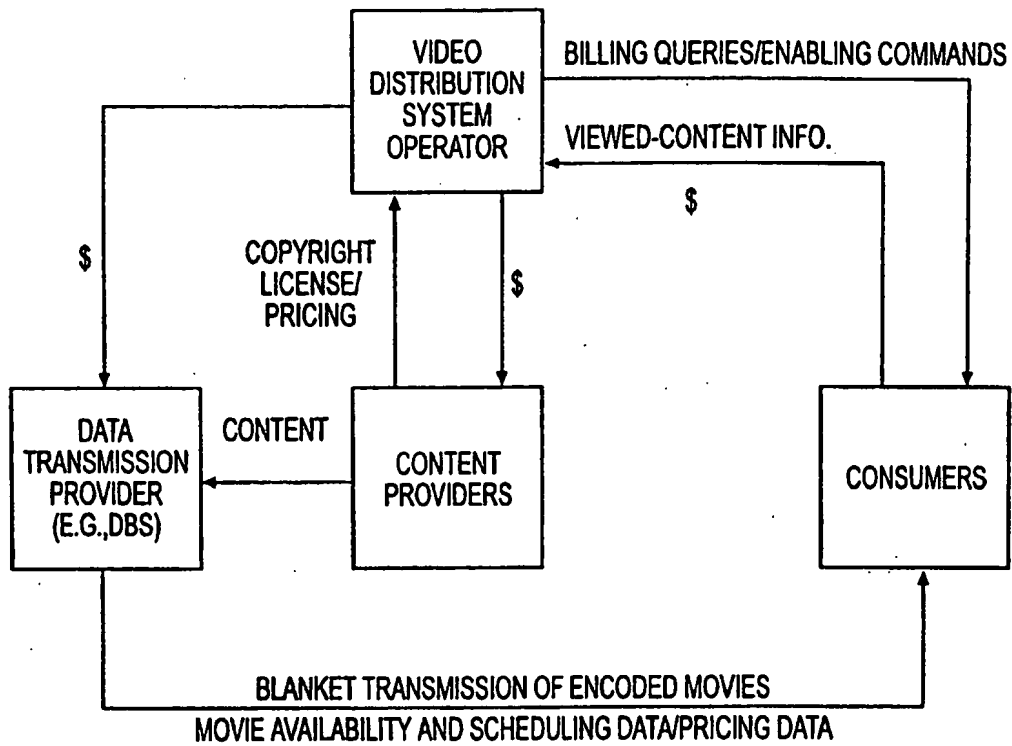 VIDEO
DISTRIBUTION
SYSTEM
OPERATOR
BILLING QUERIES/ENABLING COMMANDS
VIEWED-CONTENT INFO.
$
$
COPYRIGHT
LICENSE/
PRICING
$
DATA
TRANSMISSION
PROVIDER
(E.G.,DBS)
CONTENT
CONTENT
PROVIDERS
CONSUMERS
BLANKET TRANSMISSION OF ENCODED MOVIES
MOVIE AVAILABILITY AND SCHEDULING DATA/PRICING DATA